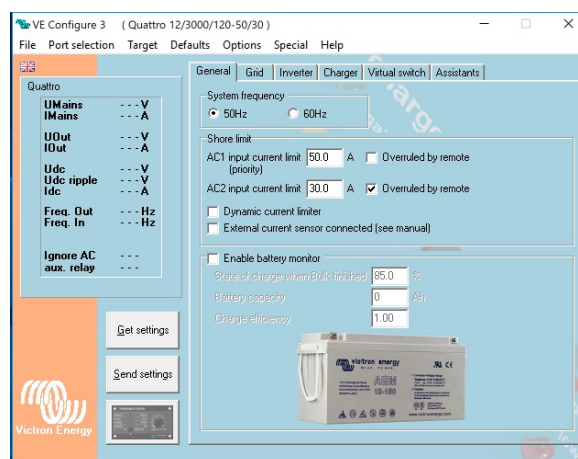 VE Configure 3 ( Quattro 12/3000/120-50/30 )
File Port selection Target Defaults Options Special Help
Quattro
UMains ---V
IMains ---A
UOut ---V
IOut ---A
Udc ---V
Udc ripple ---V
Idc ---A
Freq. Out ---Hz
Freq. In ---Hz
Ignore AC ---
aux. relay ---
Get settings
Send settings
Victron Energy
General Grid Inverter Charger Virtual switch Assistants
System frequency
50Hz 60Hz
Shore limit
AC1 input current limit 50.0 A Overruled by remote
(priority)
AC2 input current limit 30.0 A Overruled by remote
Dynamic current limiter
External current sensor connected (see manual)
Enable battery monitor
State of charge when Bulk finished 85.0 %
Battery capacity 0 Ah
Charge efficiency 1.00
victron energy
BLUE POWER
AGM
12-160